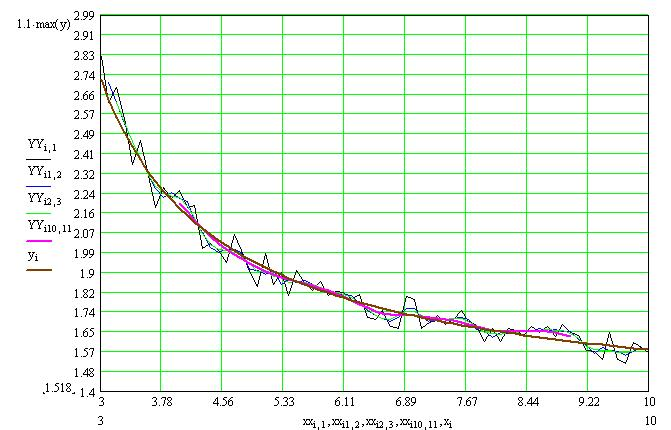 1.1·max(y)
2.99
2.91
2.83
2.74
2.66
2.57
2.49
2.41
2.32
2.24
2.16
2.07
1.99
1.9
1.82
1.74
1.65
1.57
1.48
1.4
YYi,1
YYi1,2
YYi2,3
YYi10,11
yi
1.518
3 3.78 4.56 5.33 6.11 6.89 7.67 8.44 9.22 10
3 xxi,1,xxi1,2,xxi2,3,xxi10,11,xi 10